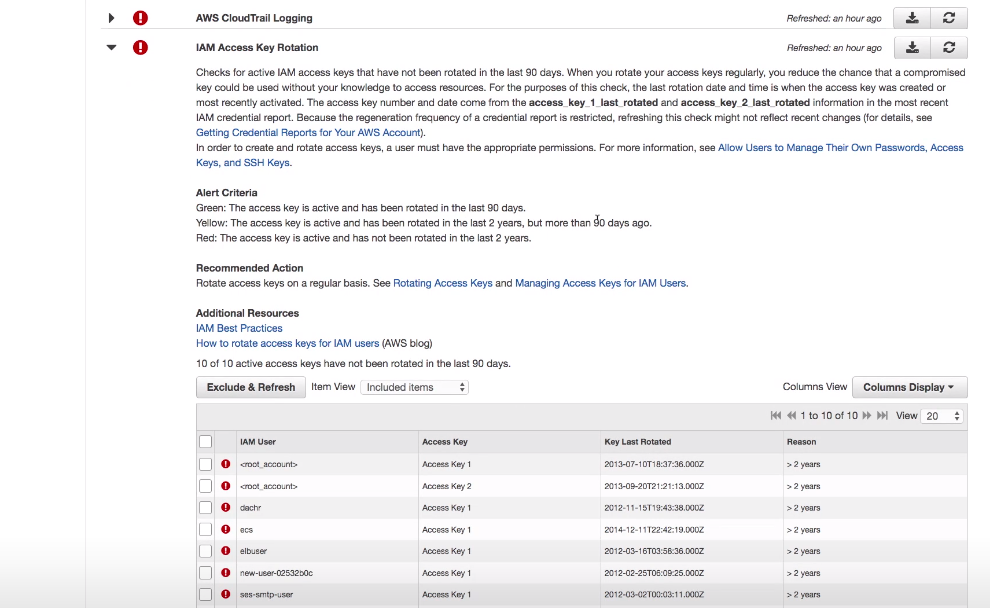 AWS CloudTrail Logging Refreshed: an hour ago
IAM Access Key Rotation Refreshed: an hour ago
Checks for active IAM access keys that have not been rotated in the last 90 days. When you rotate your access keys regularly, you reduce the chance that a compromised
key could be used without your knowledge to access resources. For the purposes of this check, the last rotation date and time is when the access key was created or
most recently activated. The access key number and date come from the access_key_1_last_rotated and access_key_2_last_rotated information in the most recent
IAM credential report. Because the regeneration frequency of a credential report is restricted, refreshing this check might not reflect recent changes (for details, see
Getting Credential Reports for Your AWS Account).
In order to create and rotate access keys, a user must have the appropriate permissions. For more information, see Allow Users to Manage Their Own Passwords, Access
Keys, and SSH Keys.
Alert Criteria
Green: The access key is active and has been rotated in the last 90 days.
Yellow: The access key is active and has been rotated in the last 2 years, but more than 90 days ago.
Red: The access key is active and has not been rotated in the last 2 years.
Recommended Action
Rotate access keys on a regular basis. See Rotating Access Keys and Managing Access Keys for IAM Users.
Additional Resources
IAM Best Practices
How to rotate access keys for IAM users (AWS blog)
10 of 10 active access keys have not been rotated in the last 90 days.
Exclude & Refresh Item View Included items Columns View Columns Display
1 to 10 of 10 View 20
IAM User Access Key Key Last Rotated Reason
<root_account> Access Key 1 2013-07-10T18:37:36.000Z > 2 years
<root_account> Access Key 2 2013-09-20T21:21:13.000Z > 2 years
dachr Access Key 1 2012-11-15T19:43:38.000Z > 2 years
ecs Access Key 1 2014-12-11T22:42:19.000Z > 2 years
elbuser Access Key 1 2012-03-16T03:58:36.000Z > 2 years
new-user-02532b0c Access Key 1 2012-02-25T06:09:25.000Z > 2 years
ses-smtp-user Access Key 1 2012-03-02T00:03:11.000Z > 2 years